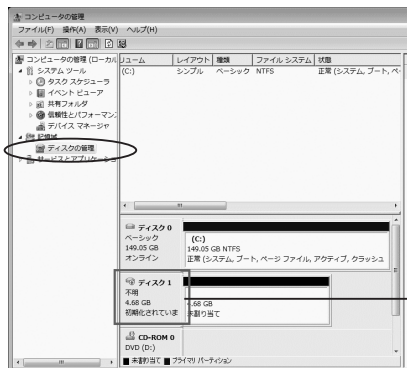 コンピュータの管理
ファイル(F) 操作(A) 表示(V) ヘルプ(H)
コンピュータの管理 (ローカル
システム ツール
タスク スケジューラ
イベント ビューア
共有フォルダ
信頼性とパフォーマンス
デバイス マネージャ
記憶域
ディスクの管理
サービスとアプリケーショ
リューム レイアウト 種類 ファイル システム 状態
(C:) シンプル ベーシック NTFS 正常 (システム, ブート, ペ-
ディスク 0
ベーシック
149.05 GB
オンライン
(C:)
149.05 GB NTFS
正常 (システム, ブート, ページ ファイル, アクティブ, クラッシュ
ディスク 1
不明
4.68 GB
初期化されていま
4.68 GB
未割り当て
CD-ROM 0
DVD (D:)
未割り当て プライマリ パーティション